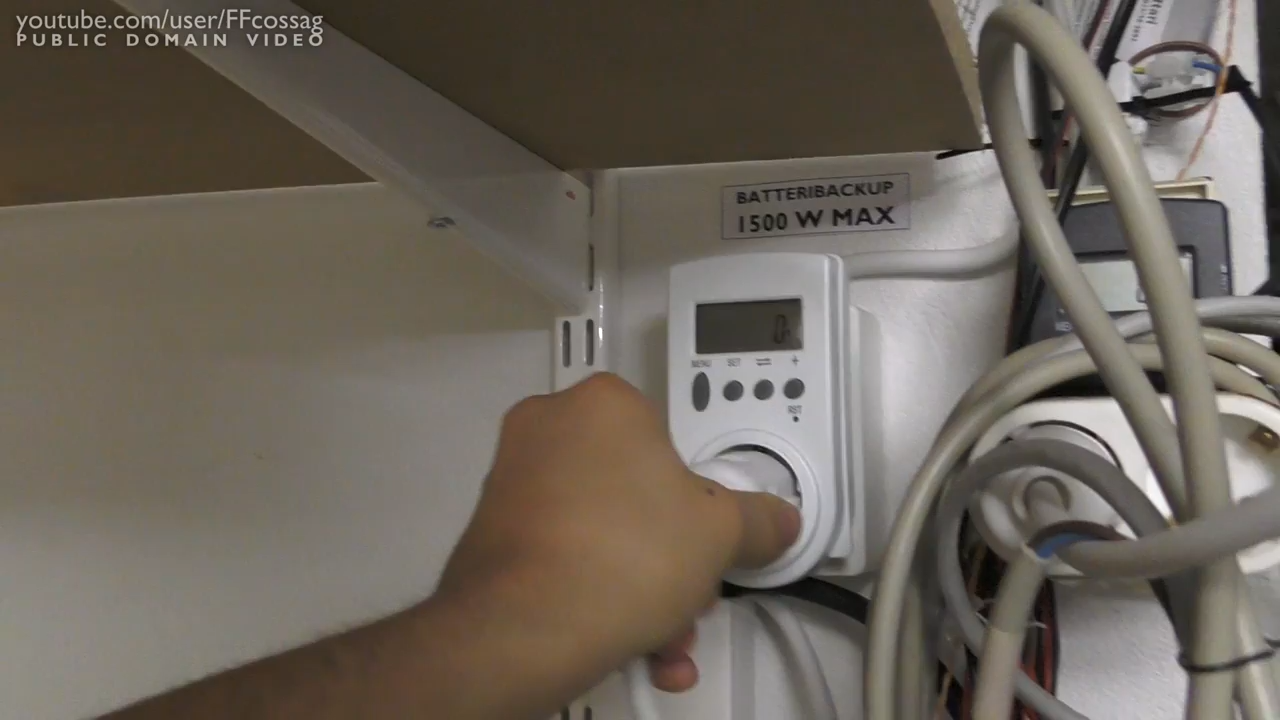 youtube.com/user/FFcossag
PUBLIC DOMAIN VIDEO
BATTERIBACKUP
1500 W MAX
0
MENU SET +
RST